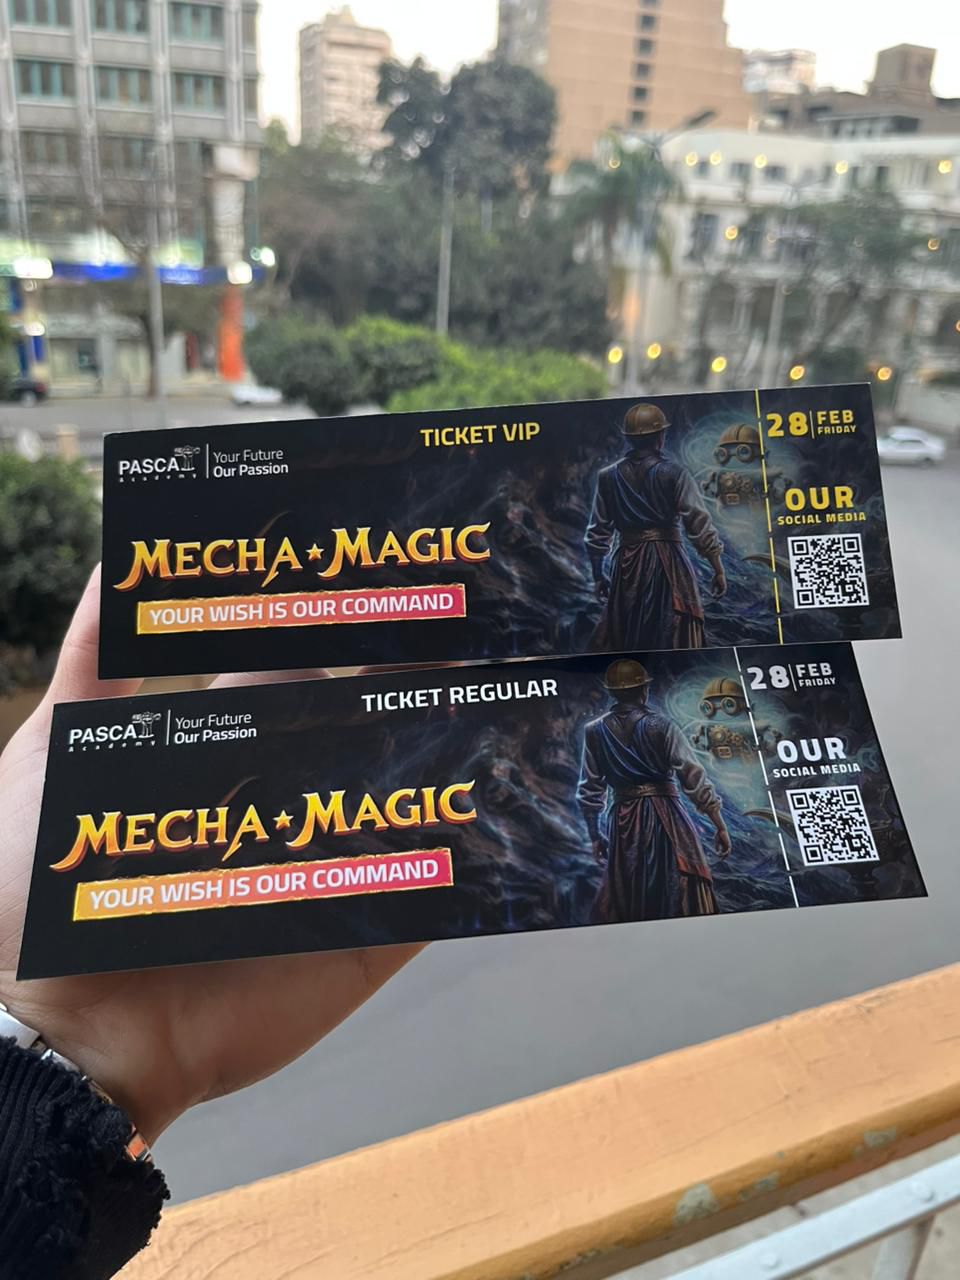 TICKET VIP
PASCAL
Academy
Your Future
Our Passion
MECHA★MAGIC
YOUR WISH IS OUR COMMAND
28 FEB
FRIDAY
OUR
SOCIAL MEDIA
TICKET REGULAR
PASCAL
Academy
Your Future
Our Passion
MECHA★MAGIC
YOUR WISH IS OUR COMMAND
28 FEB
FRIDAY
OUR
SOCIAL MEDIA